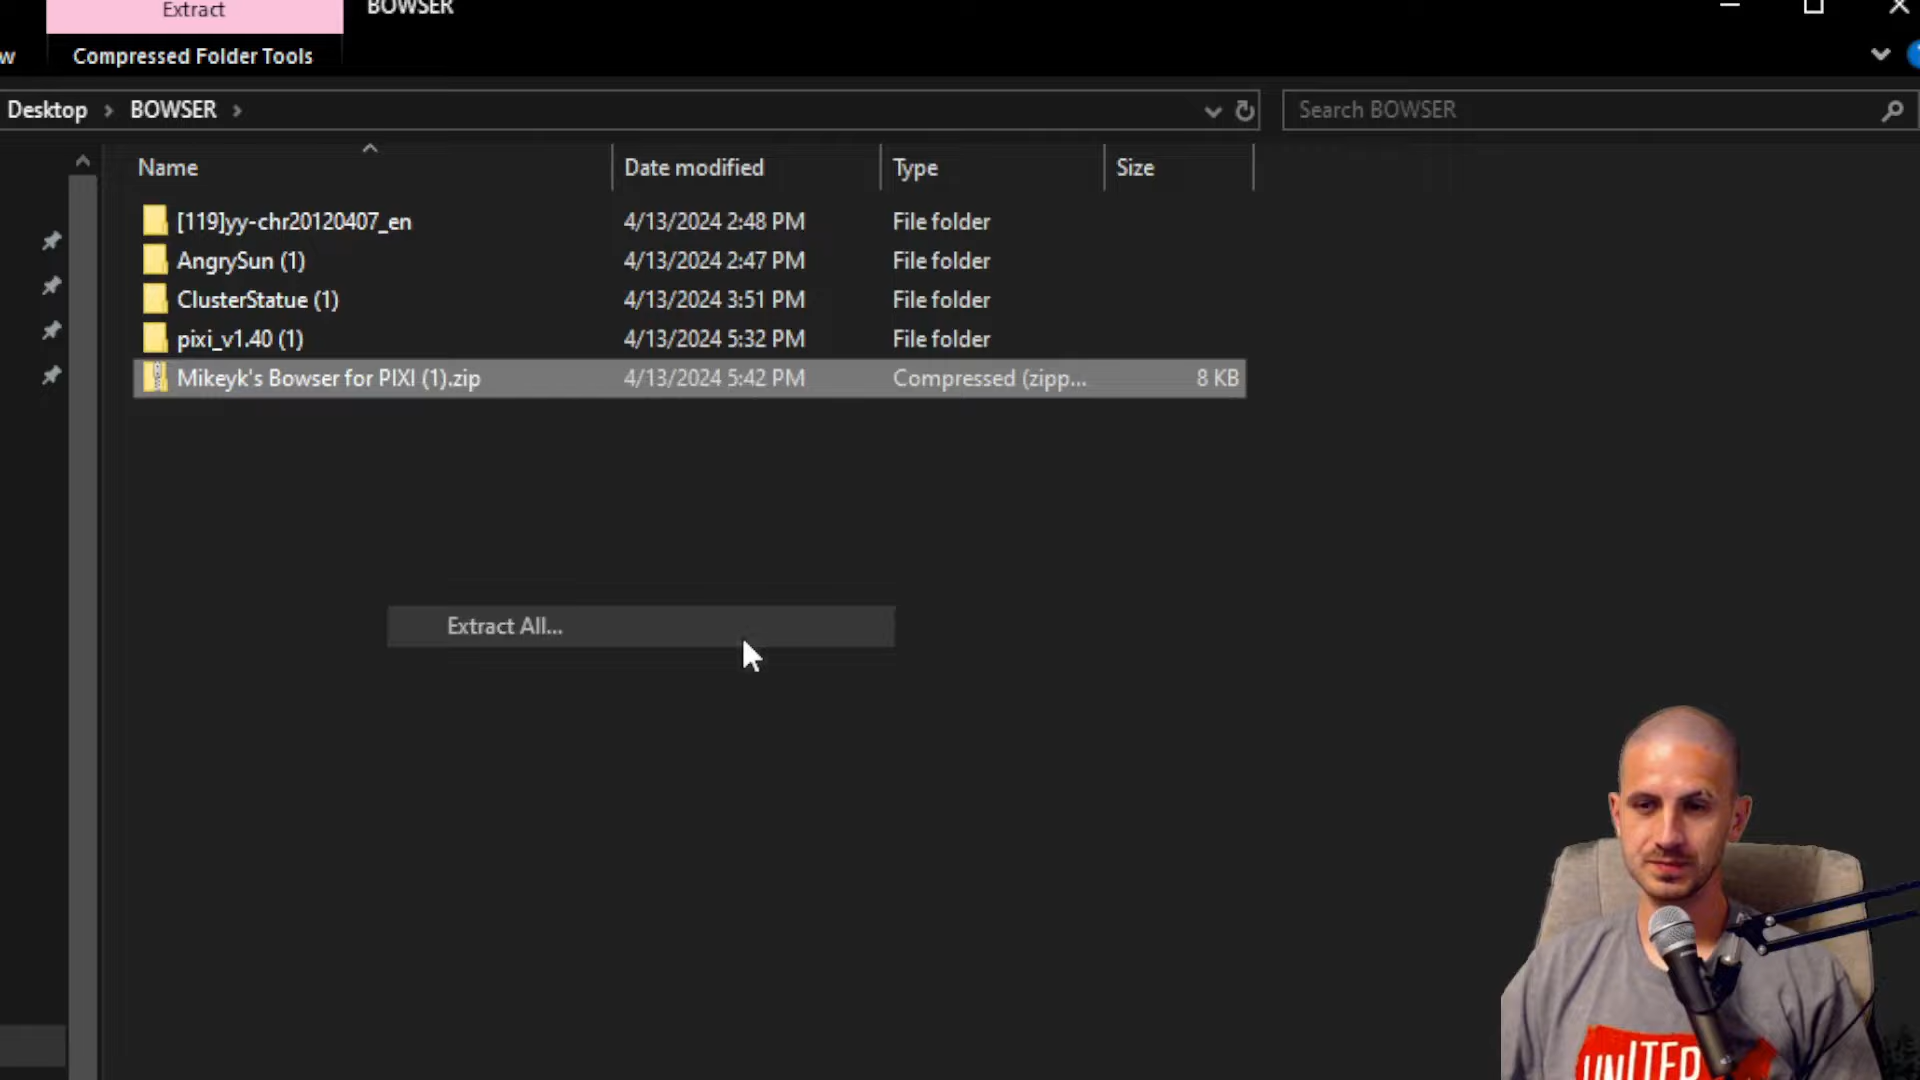 Extract
BOWSER
w
Compressed Folder Tools
Desktop > BOWSER >
Search BOWSER
Name
Date modified
Type
Size
[119]yy-chr20120407_en 4/13/2024 2:48 PM File folder
AngrySun (1) 4/13/2024 2:47 PM File folder
ClusterStatue (1) 4/13/2024 3:51 PM File folder
pixi_v1.40 (1) 4/13/2024 5:32 PM File folder
Mikeyk's Bowser for PIXI (1).zip 4/13/2024 5:42 PM Compressed (zipp... 8 KB
Extract All...